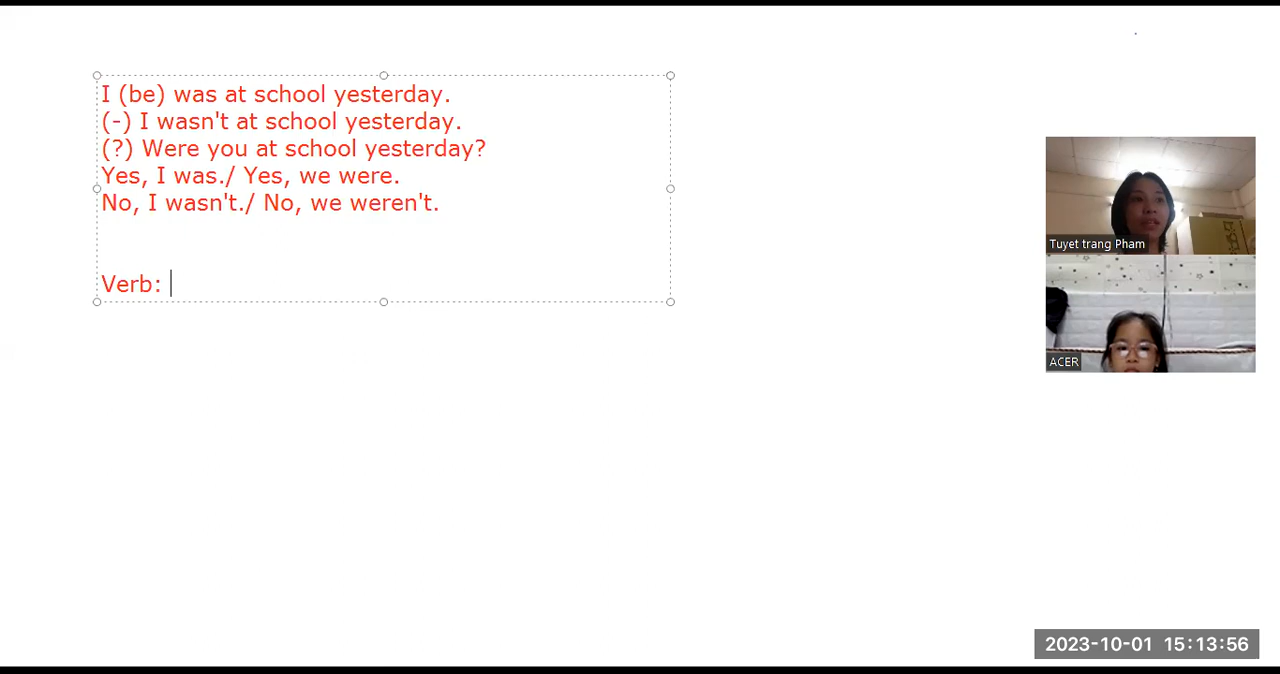 I (be) was at school yesterday.
(-) I wasn't at school yesterday.
(?) Were you at school yesterday?
Yes, I was./ Yes, we were.
No, I wasn't./ No, we weren't.
Verb:
Tuyet trang Pham
ACER
2023-10-01 15:13:56